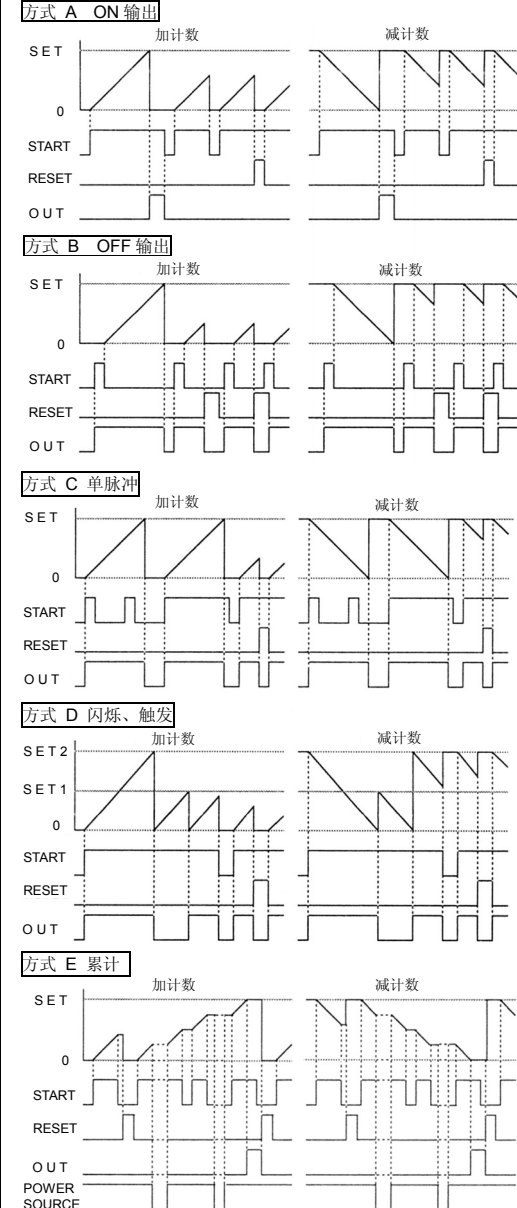 方式 A ON 输出
加计数 减计数
SET
0
START
RESET
OUT
方式 B OFF 输出
加计数 减计数
SET
0
START
RESET
OUT
方式 C 单脉冲
加计数 减计数
SET
0
START
RESET
OUT
方式 D 闪烁、触发
加计数 减计数
SET2
SET1
0
START
RESET
OUT
方式 E 累计
加计数 减计数
SET
0
START
RESET
OUT
POWER
SOURCE